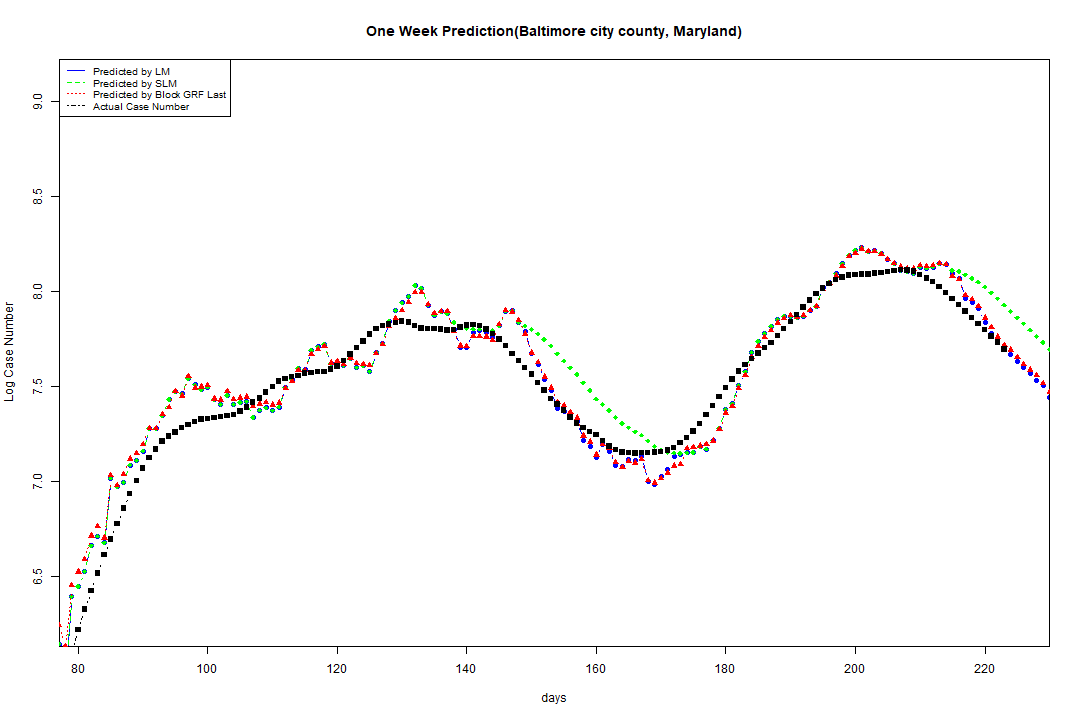 One Week Prediction(Baltimore city county, Maryland)
Predicted by LM
Predicted by SLM
Predicted by Block GRF Last
Actual Case Number
Log Case Number
9.0
8.5
8.0
7.5
7.0
6.5
80 100 120 140 160 180 200 220
days